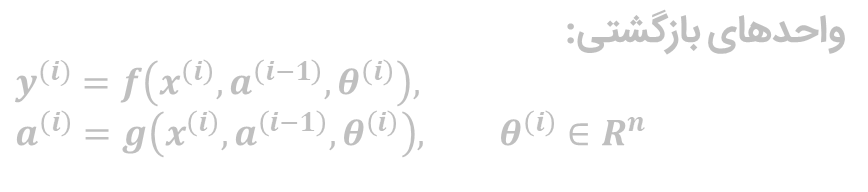 واحدهای بازگشتی:
y^(i) = f(x^(i), a^(i−1), θ^(i)),
a^(i) = g(x^(i), a^(i−1), θ^(i)), θ^(i) ∈ R^n